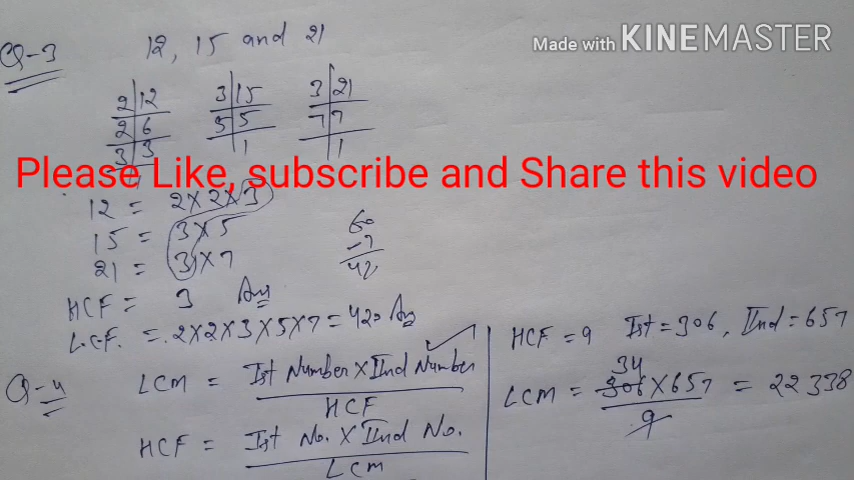 Made with KINEMASTER
Q-3 12, 15 and 21
2|12 3|15 3|21
2|6 5|5 7|7
3|3 |1 |1
Please Like, subscribe and Share this video
12 = 2×2×3
15 = 3×5
21 = 3×7
60
×7
42
HCF = 3 Ans
L.C.F. = 2×2×3×5×7=420 Ans
Q-4 LCM = Ist Number × IInd Number
HCF
HCF = Ist No. × IInd No.
LCM
HCF = 9 Ist = 306, IInd = 657
34
LCM = 306×657 = 22338
9